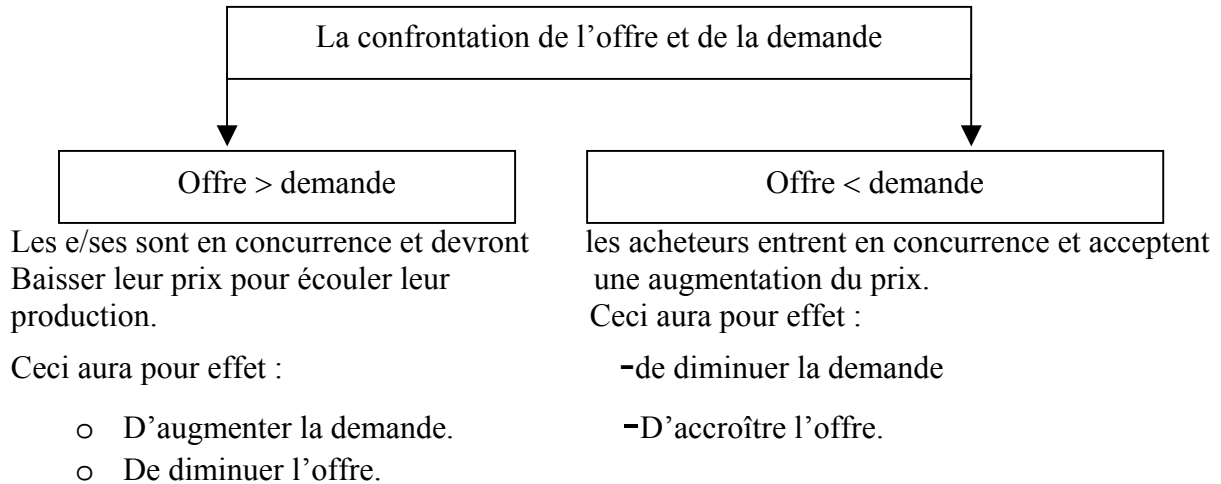 La confrontation de l’offre et de la demande
Offre > demande
Les e/ses sont en concurrence et devront
Baisser leur prix pour écouler leur
production.
Ceci aura pour effet :
o D’augmenter la demande.
o De diminuer l’offre.
Offre < demande
les acheteurs entrent en concurrence et acceptent
une augmentation du prix.
Ceci aura pour effet :
-de diminuer la demande
-D’accroître l’offre.